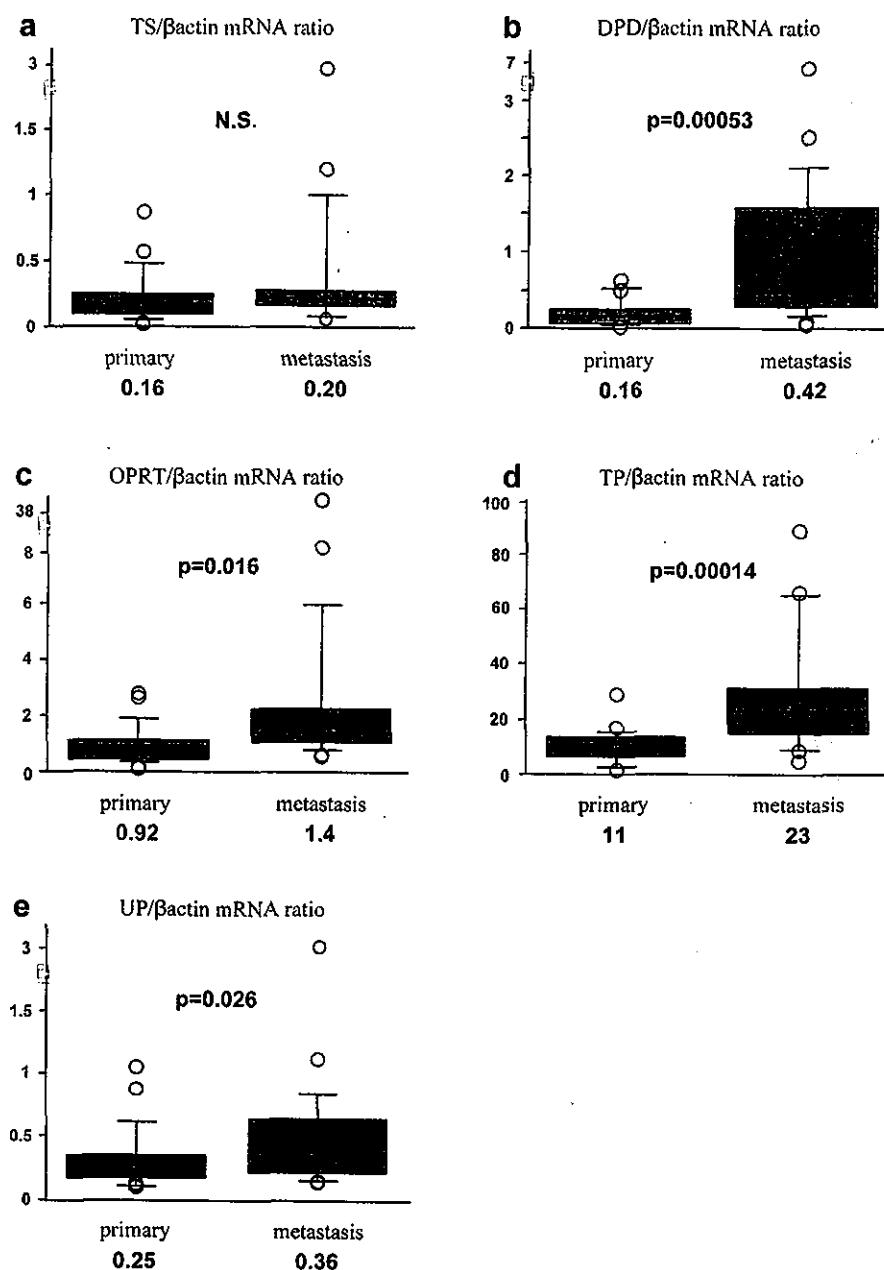 a TS/βactin mRNA ratio
3
1.5
1
0.5
0
N.S.
primary metastasis
0.16 0.20
b DPD/βactin mRNA ratio
7
3
2
1
0
p=0.00053
primary metastasis
0.16 0.42
c OPRT/βactin mRNA ratio
38
8
6
4
2
0
p=0.016
primary metastasis
0.92 1.4
d TP/βactin mRNA ratio
100
80
60
40
20
0
p=0.00014
primary metastasis
11 23
e UP/βactin mRNA ratio
3
1.5
1
0.5
0
p=0.026
primary metastasis
0.25 0.36